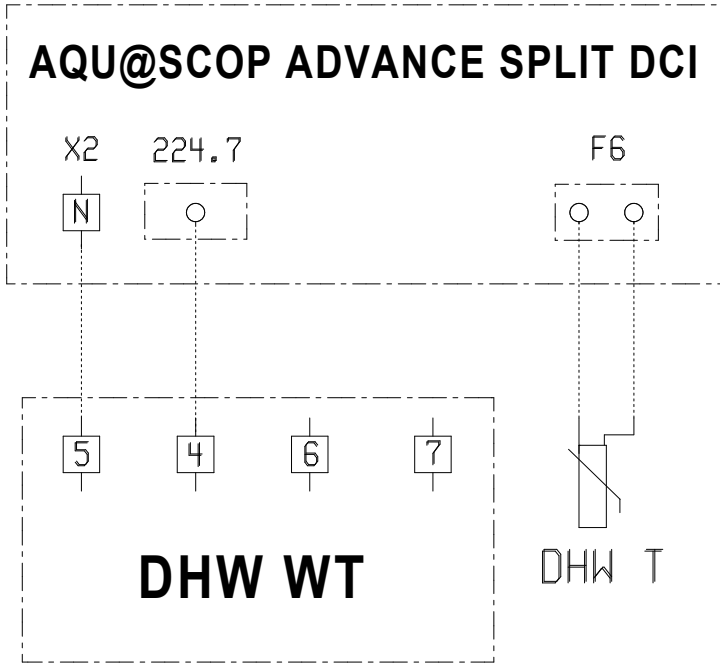 AQU@SCOP ADVANCE SPLIT DCI
X2 224.7 F6
N
5 4 6 7
DHW WT
DHW T